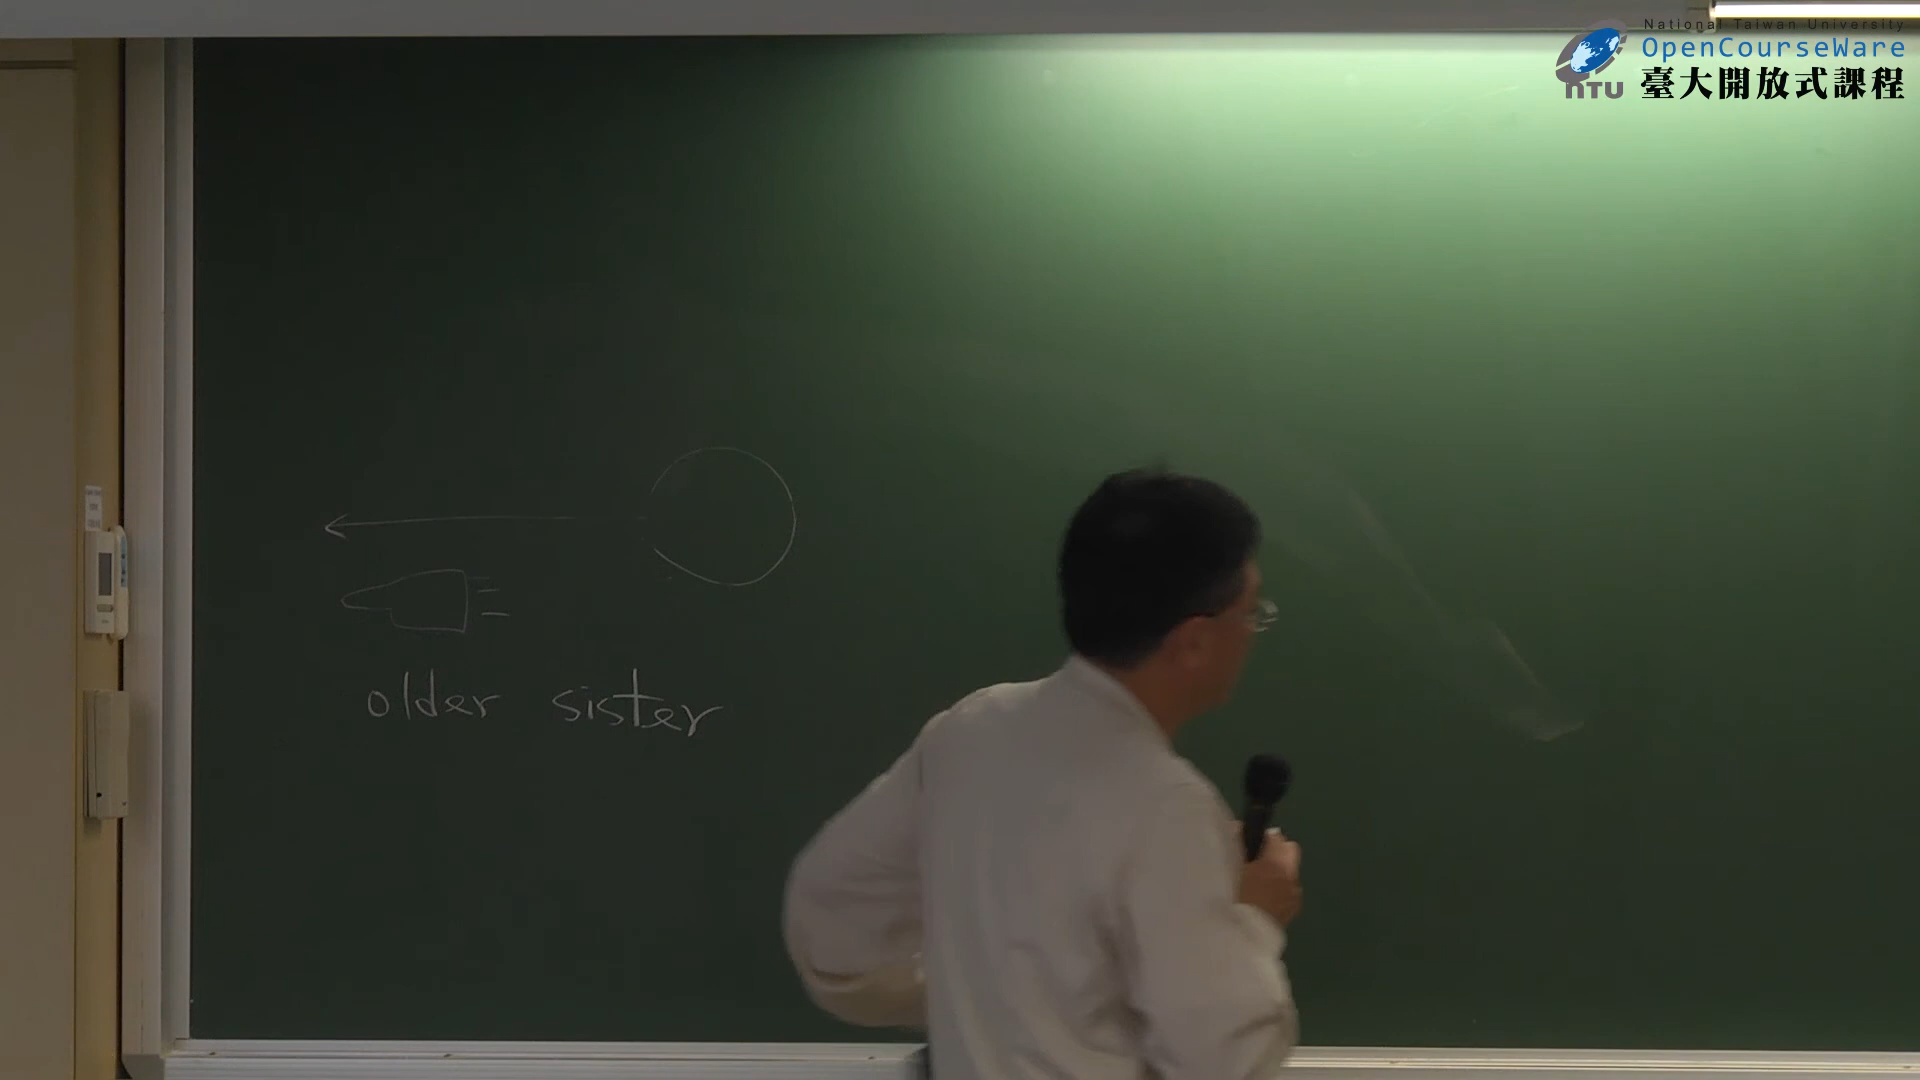 National Taiwan University
OpenCourseWare
NTU 臺大開放式課程
older sister